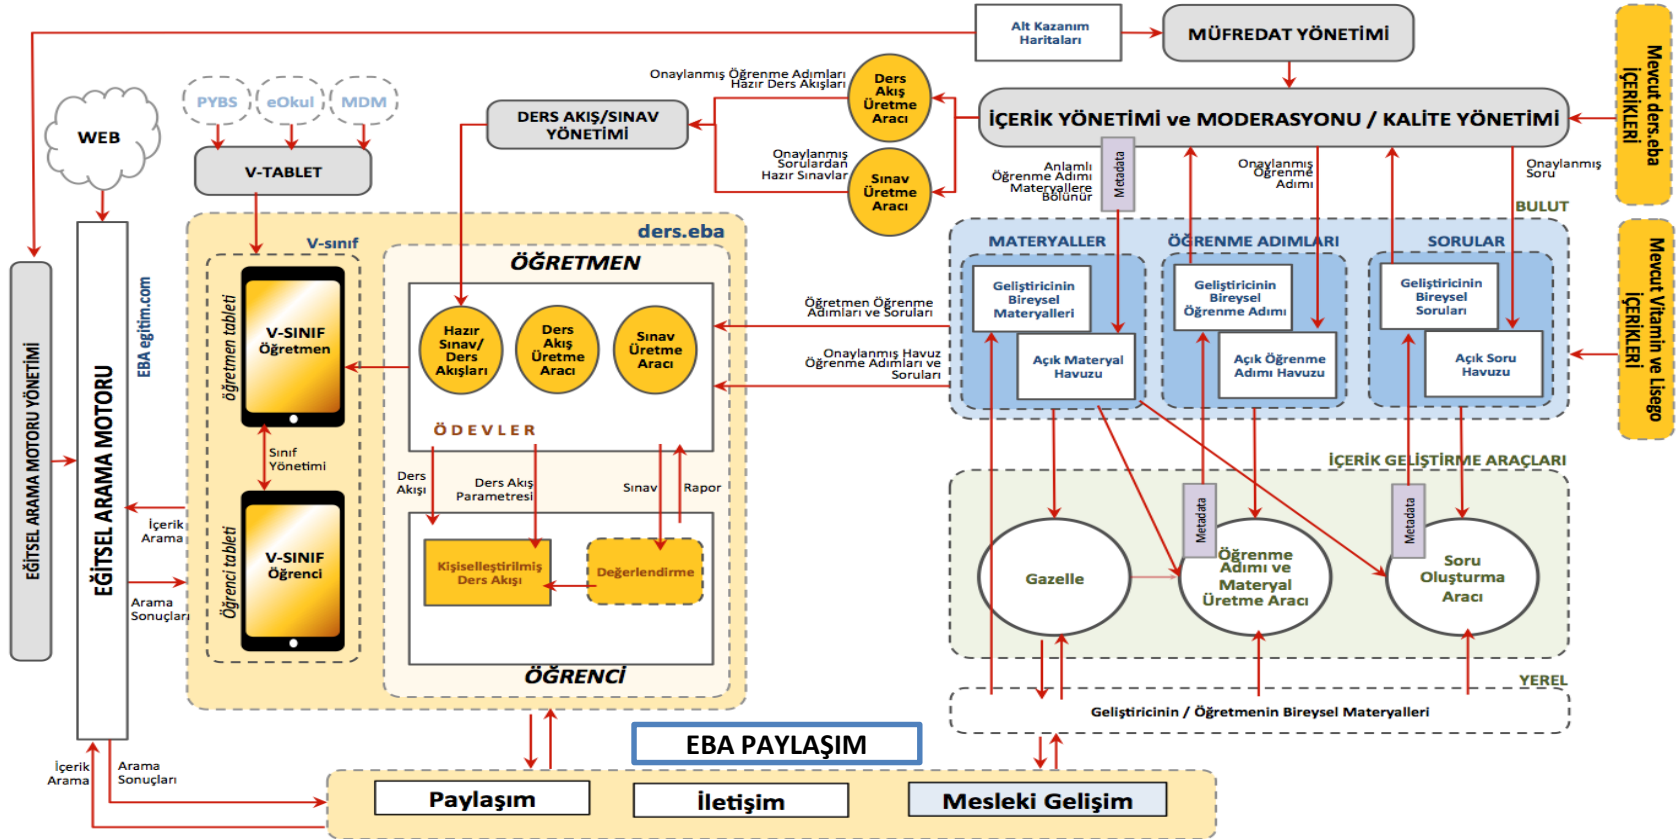 Alt Kazanım
Haritaları
MÜFREDAT YÖNETİMİ
Mevcut ders.eba
İÇERİKLERİ
PYBS
eOkul
MDM
WEB
V-TABLET
DERS AKIŞ/SINAV
YÖNETİMİ
Onaylanmış Öğrenme Adımları
Hazır Ders Akışları
Onaylanmış
Sorulardan
Hazır Sınavlar
Ders
Akış
Üretme
Aracı
Sınav
Üretme
Aracı
İÇERİK YÖNETİMİ ve MODERASYONU / KALİTE YÖNETİMİ
Anlamlı
Öğrenme Adımı
Materyallere
Bölünür
Metadata
Onaylanmış
Öğrenme
Adımı
Onaylanmış
Soru
BULUT
MATERYALLER
ÖĞRENME ADIMLARI
SORULAR
Geliştiricinin
Bireysel
Materyalleri
Açık Materyal
Havuzu
Geliştiricinin
Bireysel
Öğrenme Adımı
Açık Öğrenme
Adımı Havuzu
Geliştiricinin
Bireysel
Soruları
Açık Soru
Havuzu
Mevcut Vitamin ve Lisego
İÇERİKLERİ
EĞİTSEL ARAMA MOTORU YÖNETİMİ
EĞİTSEL ARAMA MOTORU
EBA egitim.com
V-sınıf
ders.eba
öğretmen tableti
V-SINIF
Öğretmen
Sınıf
Yönetimi
Öğrenci tableti
V-SINIF
Öğrenci
ÖĞRETMEN
Hazır
Sınav/
Ders
Akışları
Ders
Akış
Üretme
Aracı
Sınav
Üretme
Aracı
ÖDEVLER
Ders
Akışı
Ders Akış
Parametresi
Sınav
Rapor
Kişiselleştirilmiş
Ders Akışı
Değerlendirme
ÖĞRENCİ
Öğretmen Öğrenme
Adımları ve Soruları
Onaylanmış Havuz
Öğrenme Adımları ve
Soruları
İçerik
Arama
Arama
Sonuçları
İÇERİK GELİŞTİRME ARAÇLARI
Gazelle
Metadata
Öğrenme
Adımı ve
Materyal
Üretme Aracı
Metadata
Soru
Oluşturma
Aracı
YEREL
Geliştiricinin / Öğretmenin Bireysel Materyalleri
EBA PAYLAŞIM
İçerik
Arama
Arama
Sonuçları
Paylaşım
İletişim
Mesleki Gelişim